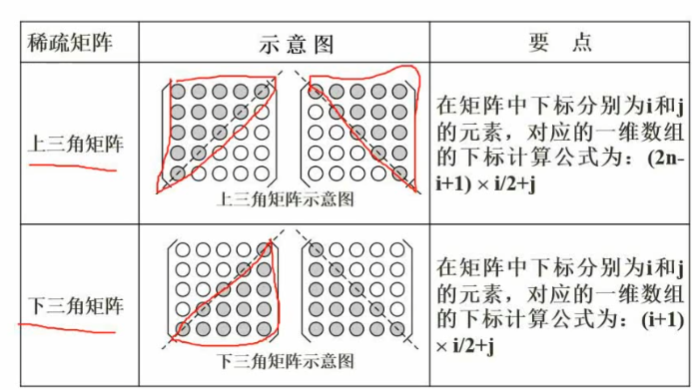 稀疏矩阵
示意图
要 点
上三角矩阵
上三角矩阵示意图
在矩阵中下标分别为i和j
的元素，对应的一维数组
的下标计算公式为：(2n-
i+1) × i/2+j
下三角矩阵
下三角矩阵示意图
在矩阵中下标分别为i和j
的元素，对应的一维数组
的下标计算公式为：(i+1)
× i/2+j